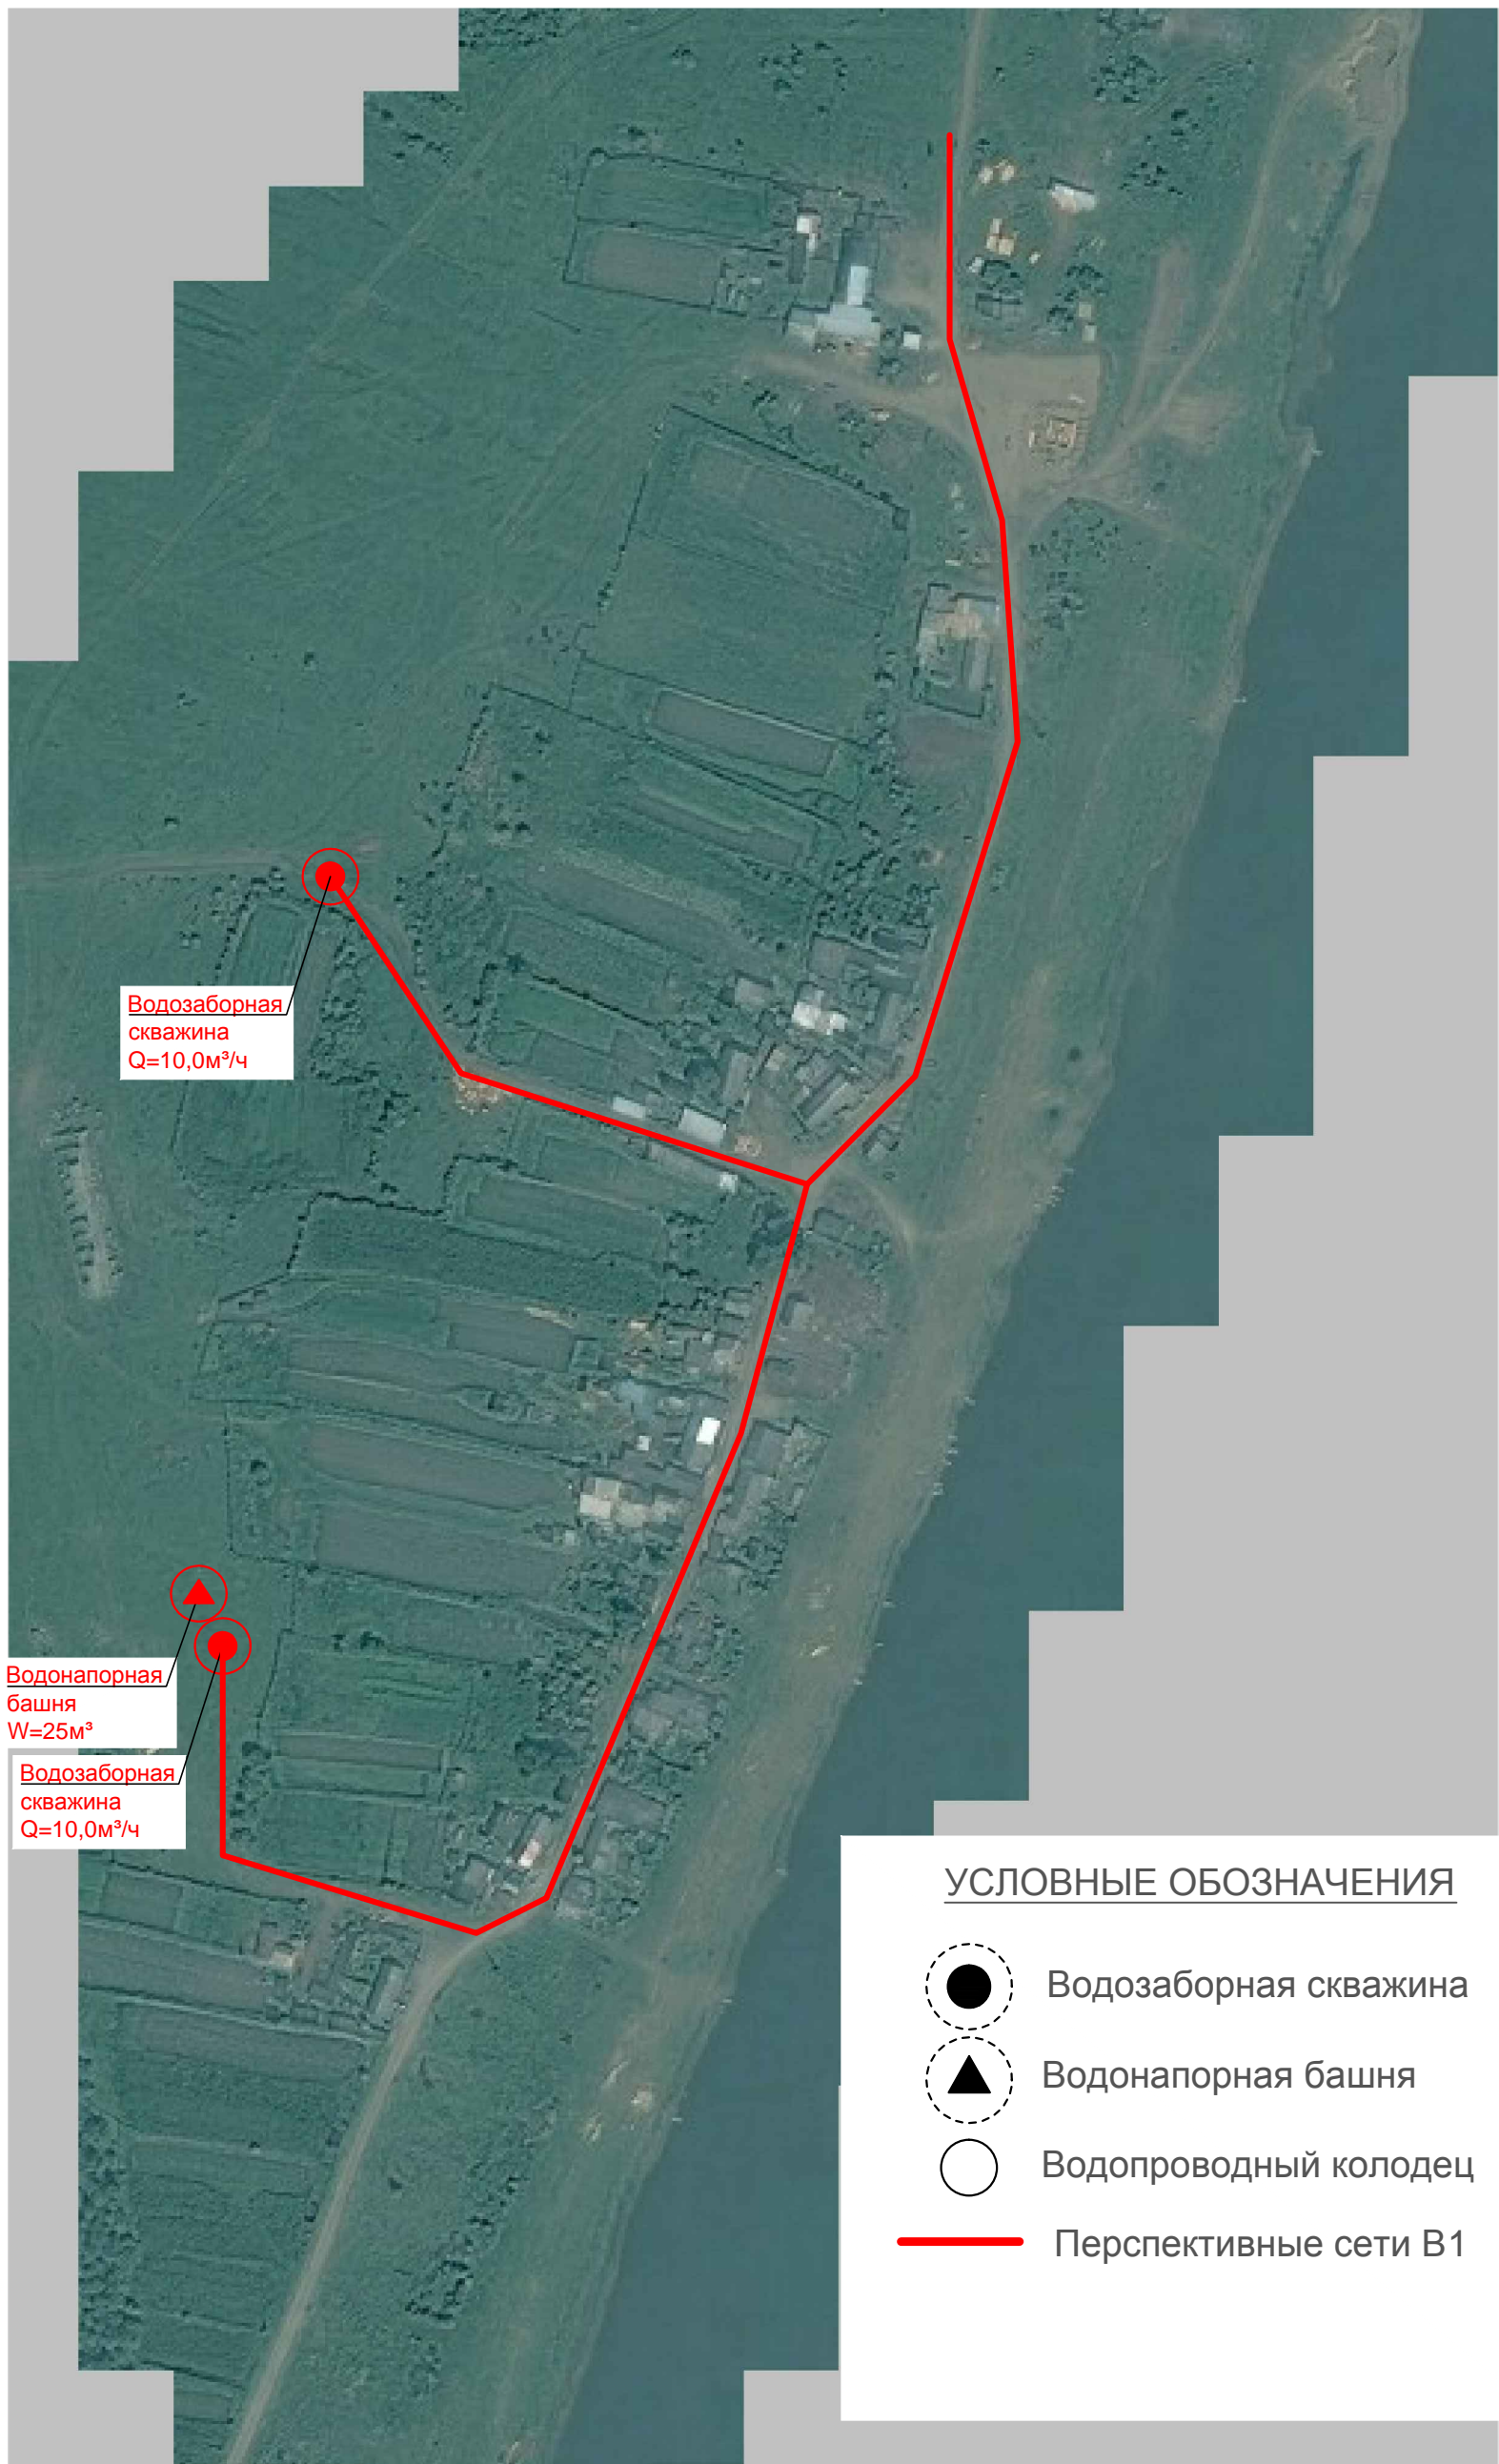 Водозаборная
скважина
Q=10,0м³/ч
Водонапорная
башня
W=25м³
Водозаборная
скважина
Q=10,0м³/ч
УСЛОВНЫЕ ОБОЗНАЧЕНИЯ
Водозаборная скважина
Водонапорная башня
Водопроводный колодец
Перспективные сети В1